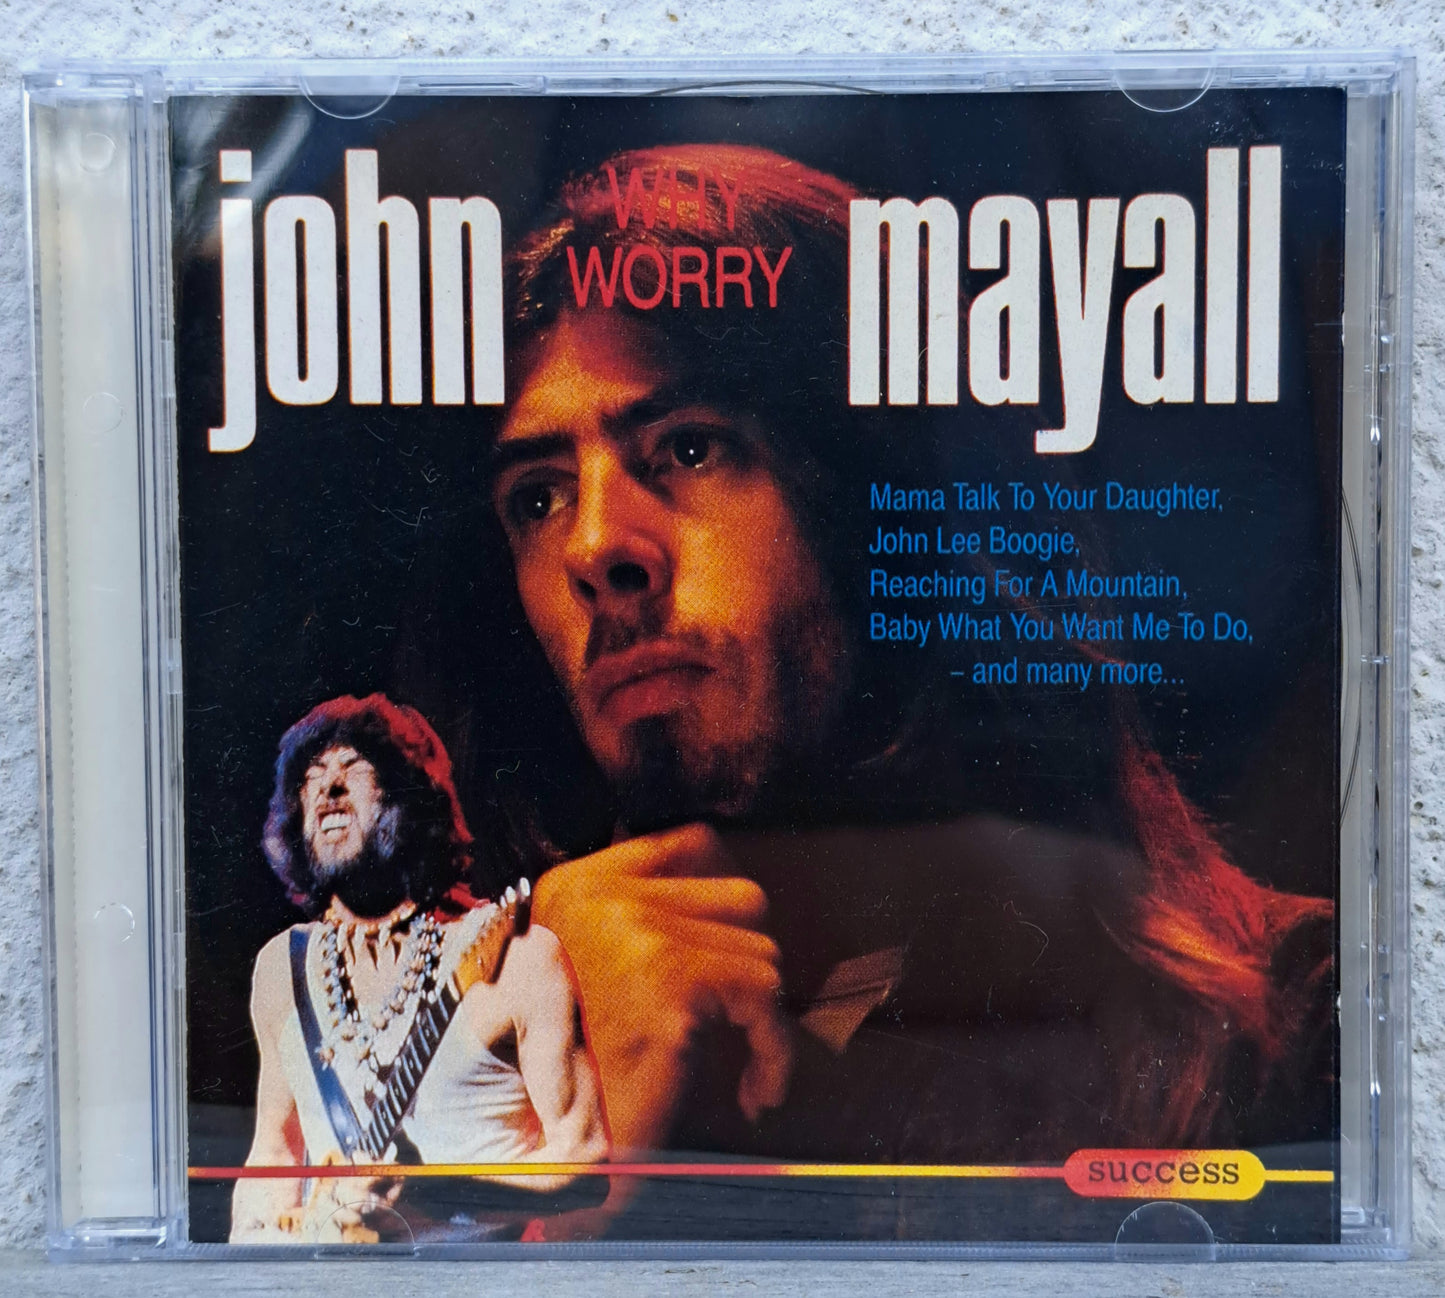 john
WHY
WORRY
mayall
Mama Talk To Your Daughter,
John Lee Boogie,
Reaching For A Mountain,
Baby What You Want Me To Do,
– and many more...
success